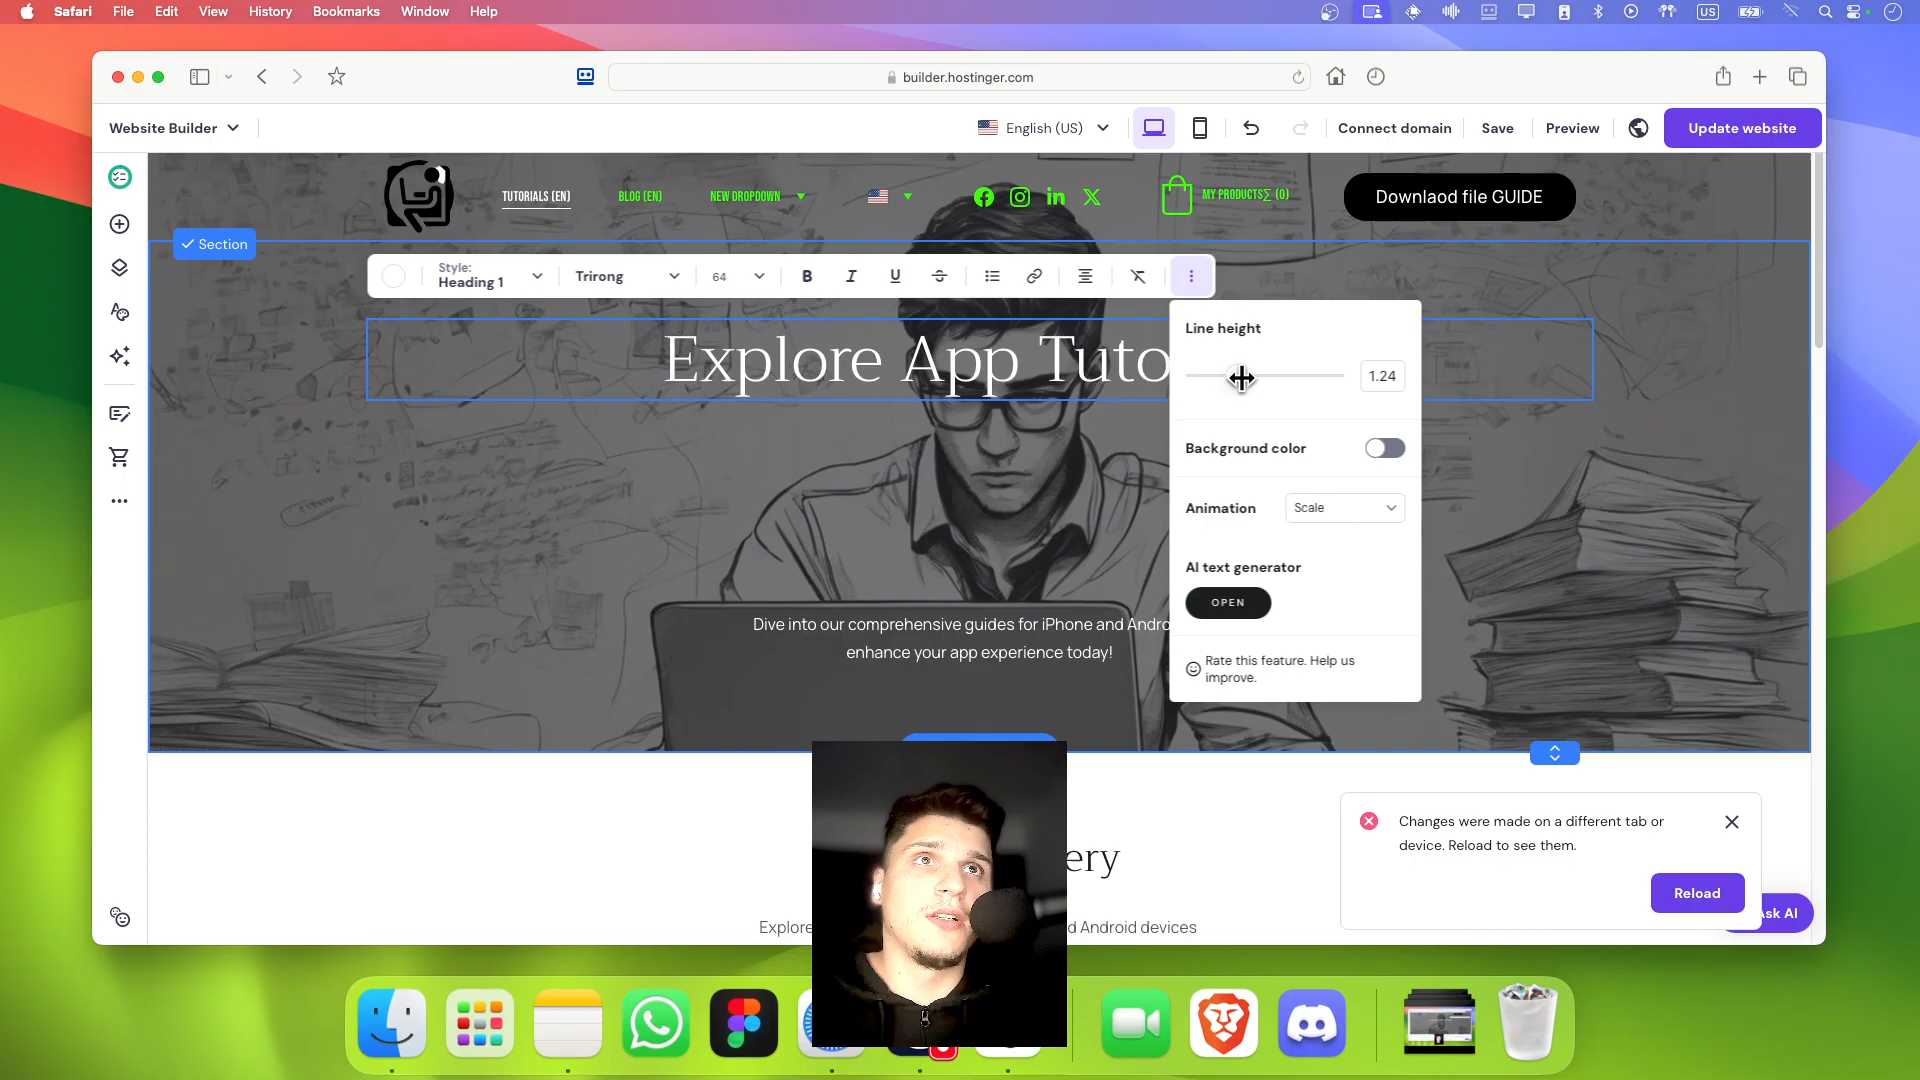 Safari File Edit View History Bookmarks Window Help US
builder.hostinger.com
Website Builder English (US) Connect domain Save Preview Update website
TUTORIALS (EN) BLOG (EN) NEW DROPDOWN MY PRODUCTS∑ (0) Downlaod file GUIDE
Section
Style:
Heading 1 Trirong 64 B I U S
Line height
Explore App Tuto
1.24
Background color
Animation Scale
AI text generator
OPEN
Dive into our comprehensive guides for iPhone and Andro
enhance your app experience today!
Rate this feature. Help us
improve.
Changes were made on a different tab or
device. Reload to see them.
ery
Reload
sk AI
Explore d Android devices